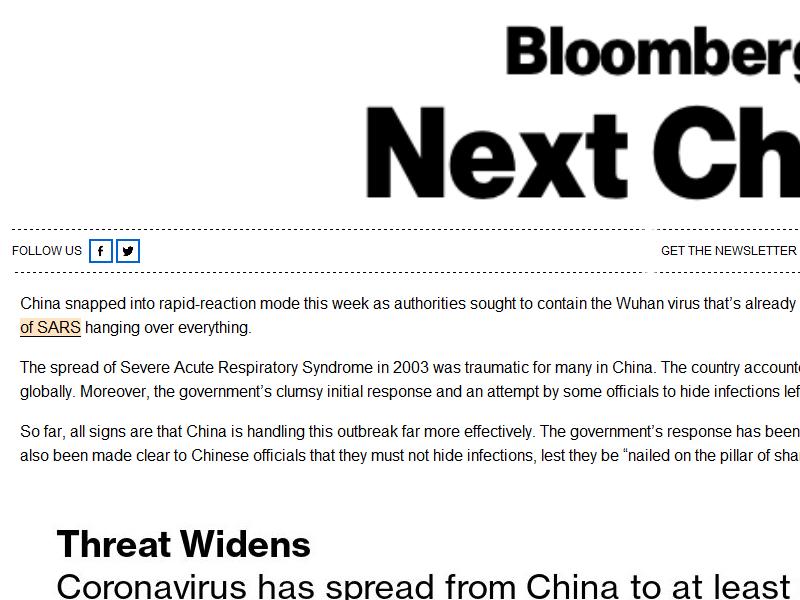 Bloomberg
Next Ch
FOLLOW US
GET THE NEWSLETTER
China snapped into rapid-reaction mode this week as authorities sought to contain the Wuhan virus that’s already
of SARS hanging over everything.
The spread of Severe Acute Respiratory Syndrome in 2003 was traumatic for many in China. The country accounte
globally. Moreover, the government’s clumsy initial response and an attempt by some officials to hide infections lef
So far, all signs are that China is handling this outbreak far more effectively. The government’s response has been
also been made clear to Chinese officials that they must not hide infections, lest they be “nailed on the pillar of sha
Threat Widens
Coronavirus has spread from China to at least